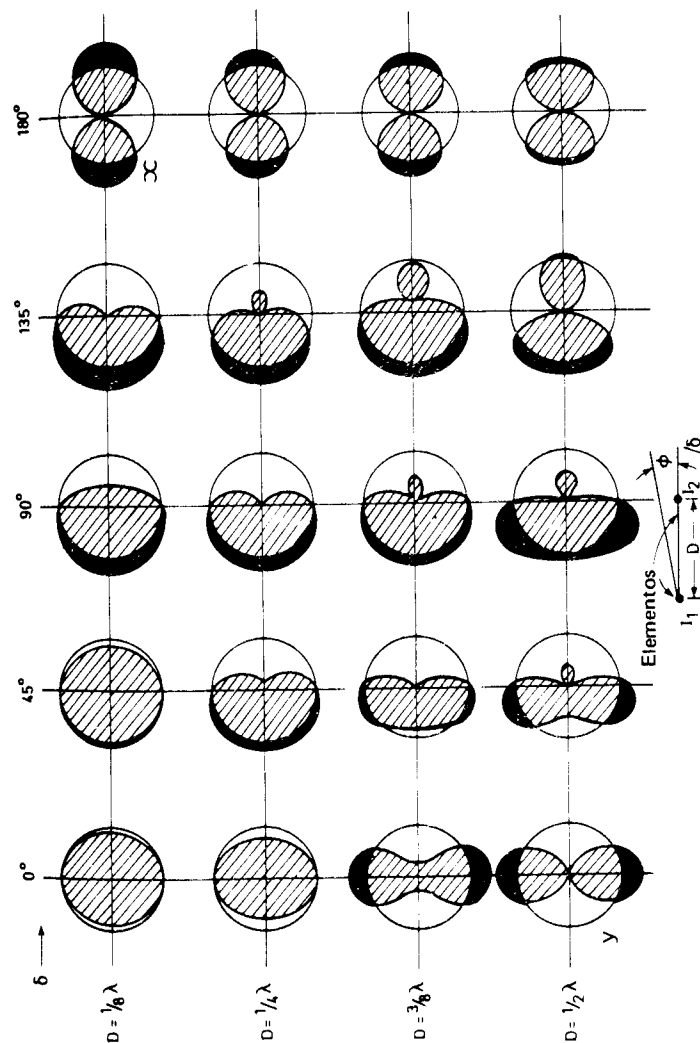 δ → 0° 45° 90° 135° 180°
D = 1/8 λ
x
D = 1/4 λ
D = 3/8 λ
D = 1/2 λ
y
Elementos
ϕ
I₁ D I₂ /δ